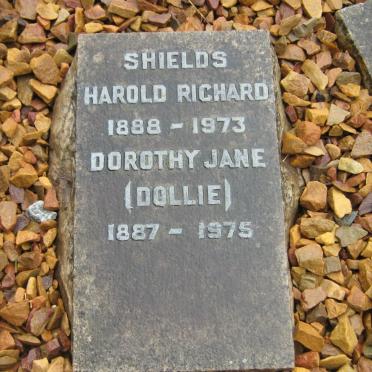 SHIELDS
HAROLD RICHARD
1888 - 1973
DOROTHY JANE
(DOLLIE)
1887 - 1975